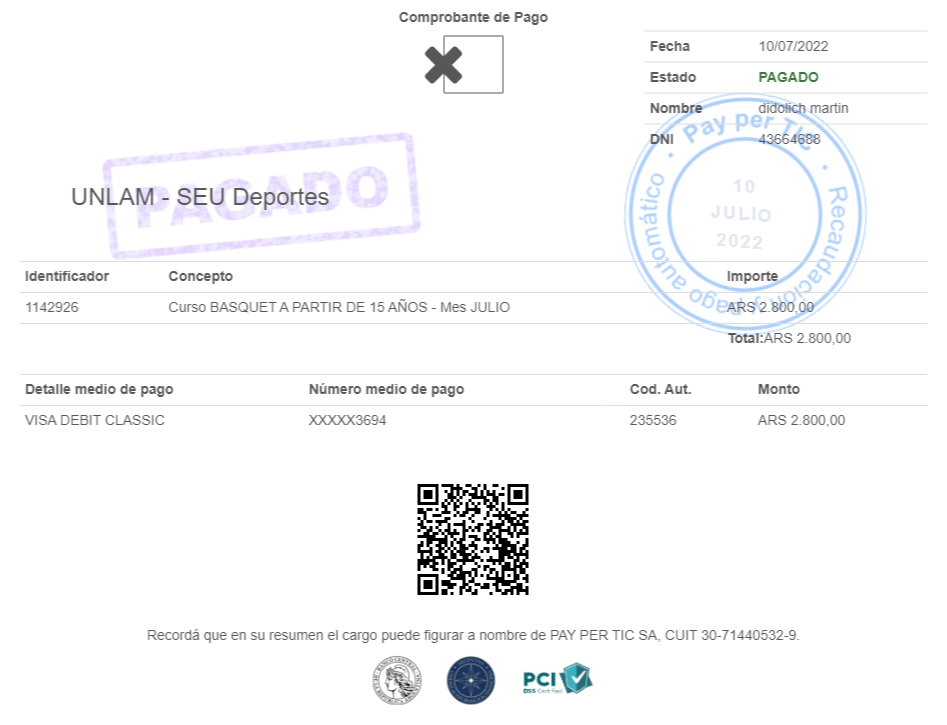 Comprobante de Pago
Fecha 10/07/2022
Estado PAGADO
Nombre didolich martin
DNI 43664688
Pay per TIC
Recaudación y pago automático
10
JULIO
2022
PAGADO
UNLAM - SEU Deportes
Identificador Concepto Importe
1142926 Curso BASQUET A PARTIR DE 15 AÑOS - Mes JULIO ARS 2.800,00
Total:ARS 2.800,00
Detalle medio de pago Número medio de pago Cod. Aut. Monto
VISA DEBIT CLASSIC XXXXX3694 235536 ARS 2.800,00
Recordá que en su resumen el cargo puede figurar a nombre de PAY PER TIC SA, CUIT 30-71440532-9.
BANCO CENTRAL
PCI
DSS Certified